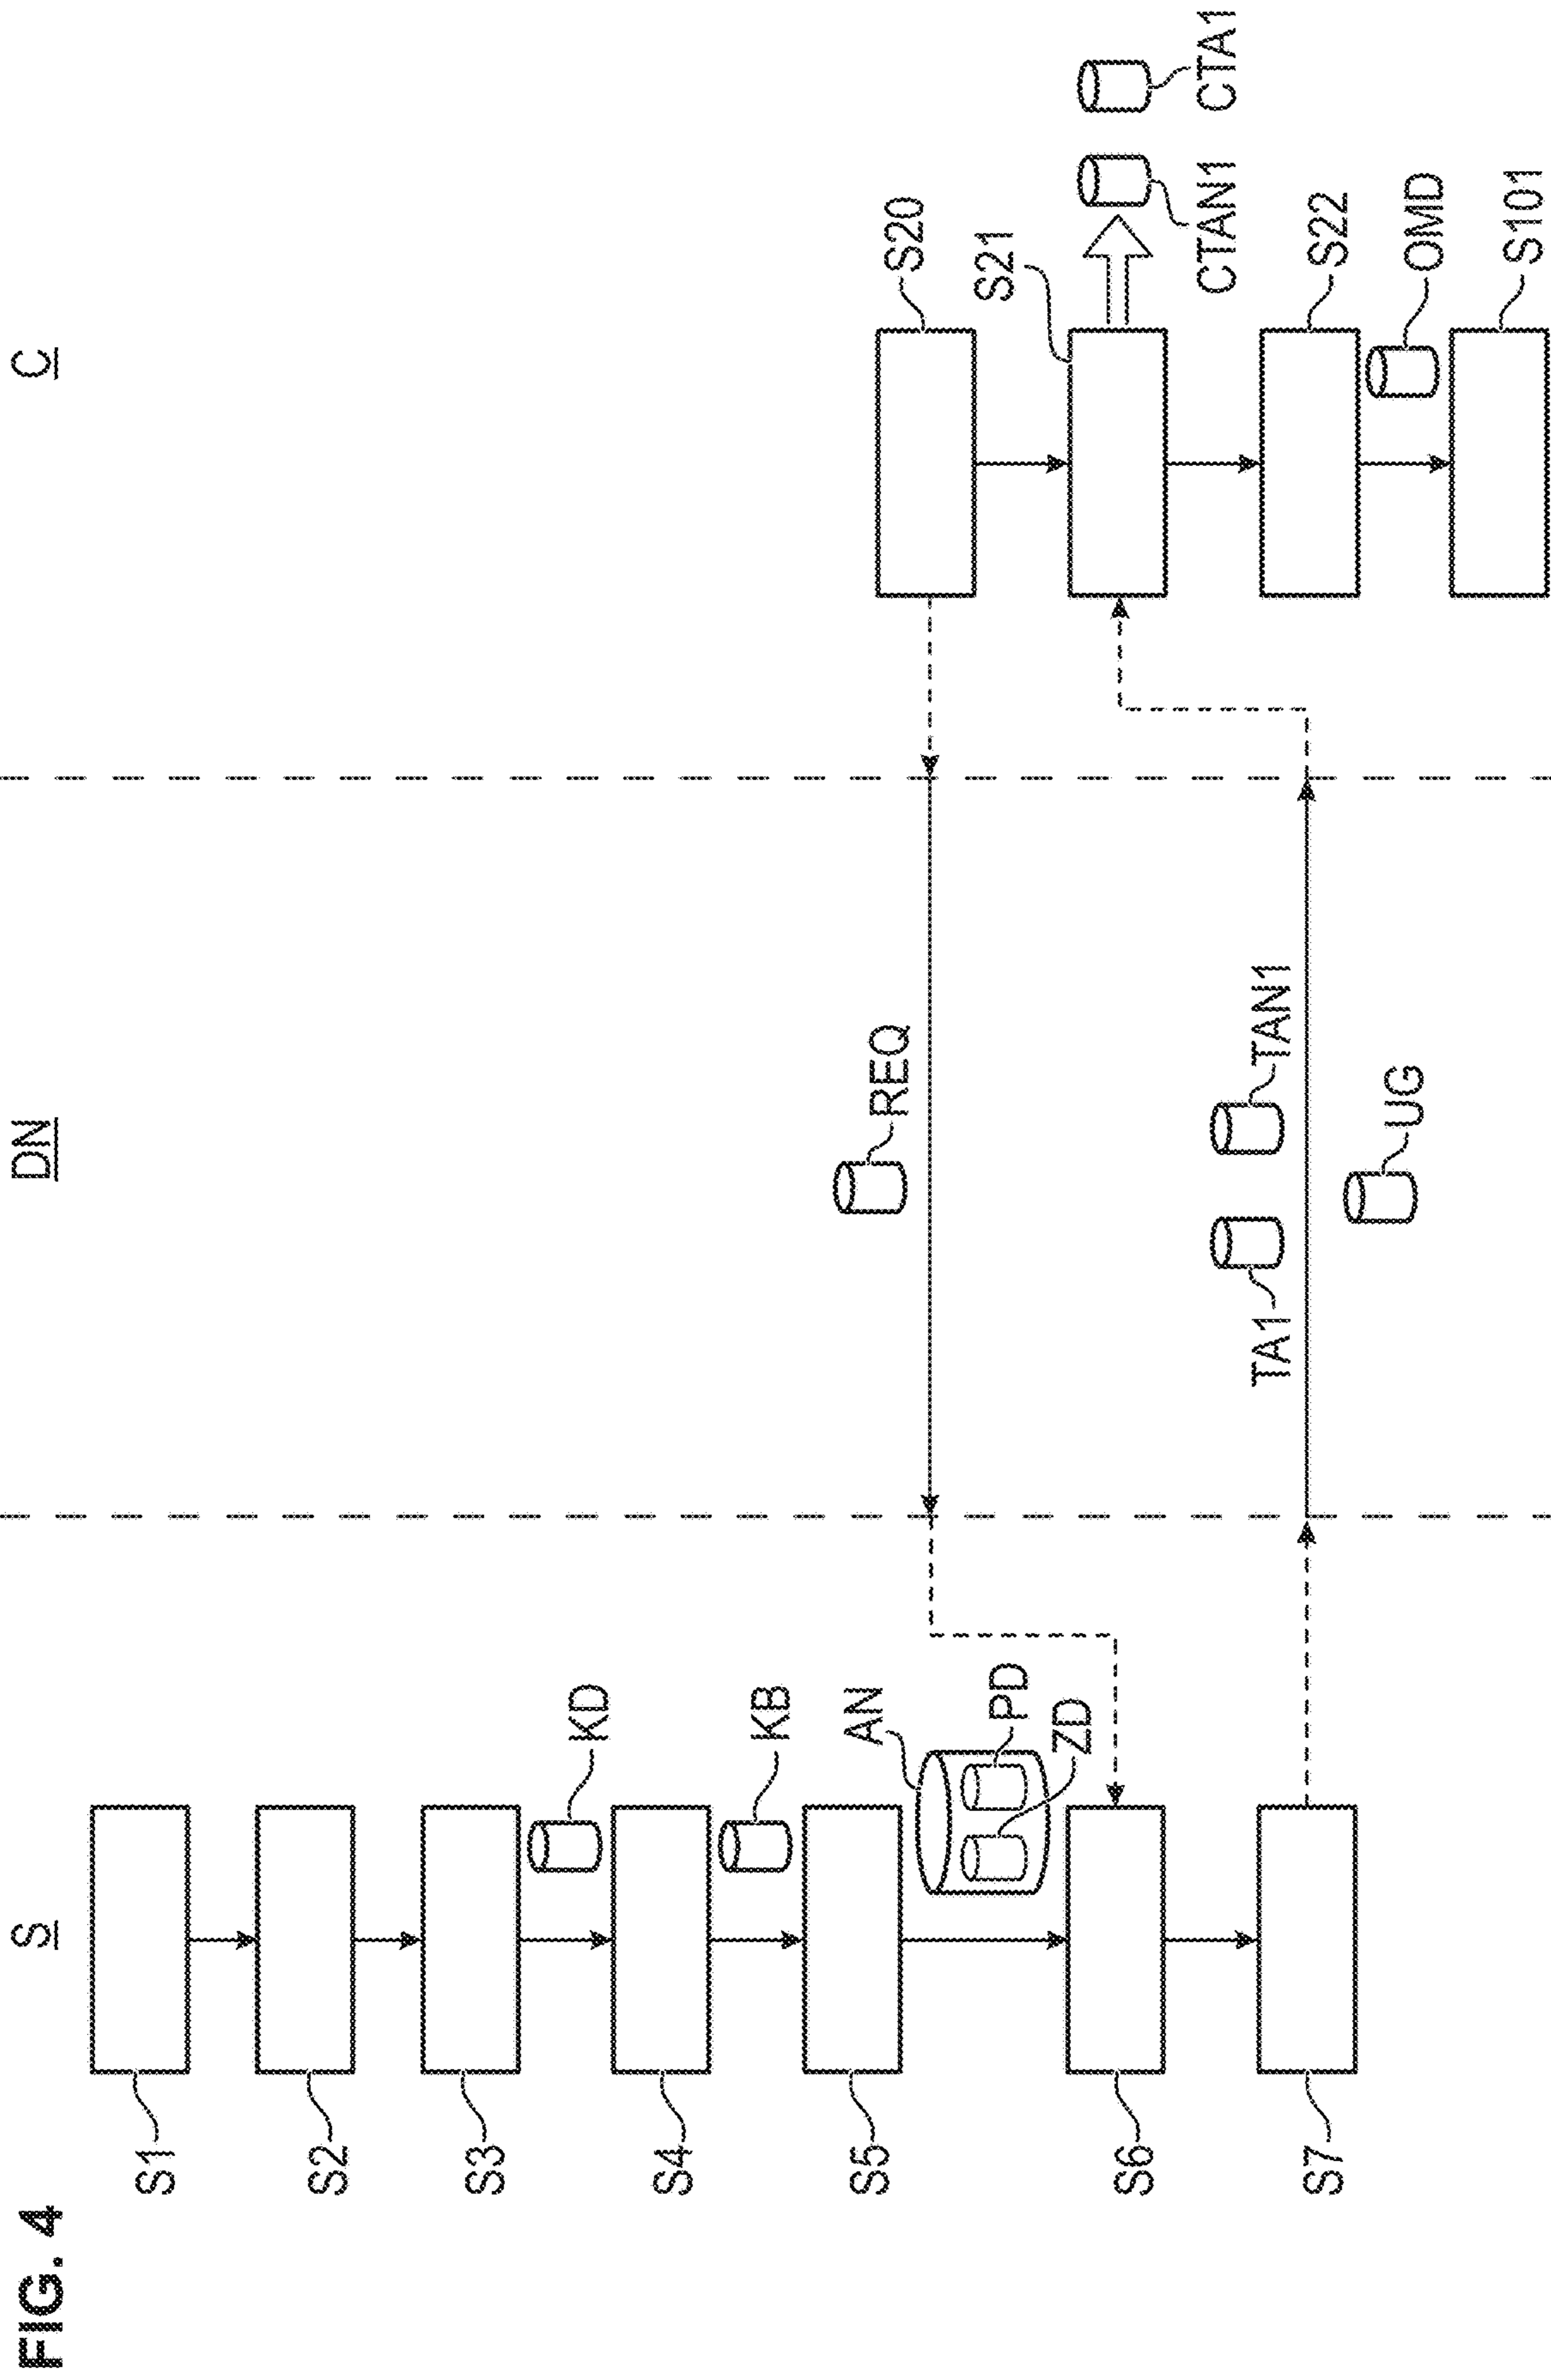 FIG. 4
S
DN
C
S1
S2
S3
KD
S4
KB
S5
AN
PD
ZD
S6
S7
REQ
TA1
TAN1
UG
S20
S21
CTAN1
CTA1
S22
OMD
S101